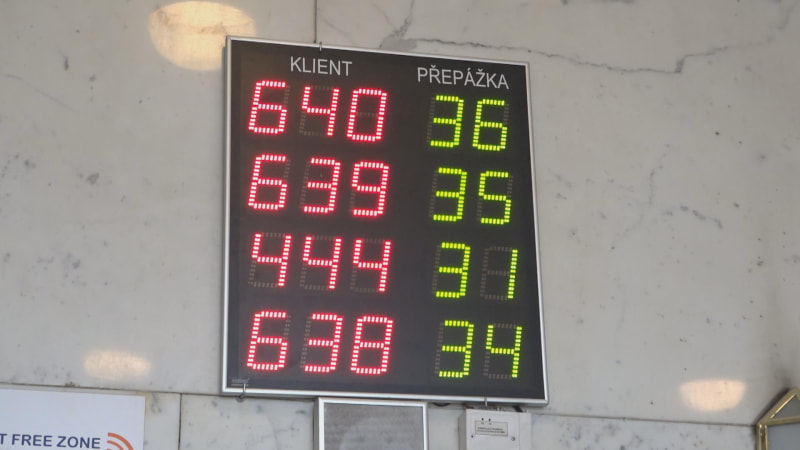 KLIENT PŘEPÁŽKA
640 36
639 35
444 31
638 34
T FREE ZONE